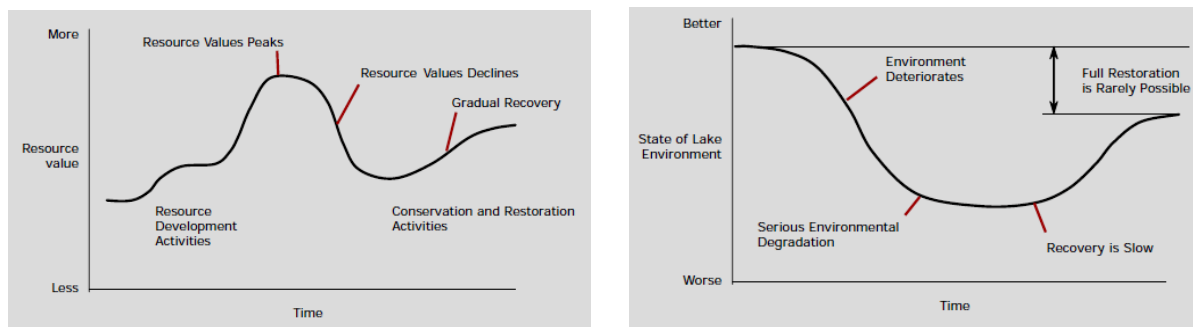 More
Resource Values Peaks
Resource Values Declines
Gradual Recovery
Resource
value
Resource
Development
Activities
Conservation and Restoration
Activities
Less
Time
Better
Environment
Deteriorates
Full Restoration
is Rarely Possible
State of Lake
Environment
Serious Environmental
Degradation
Recovery is Slow
Worse
Time